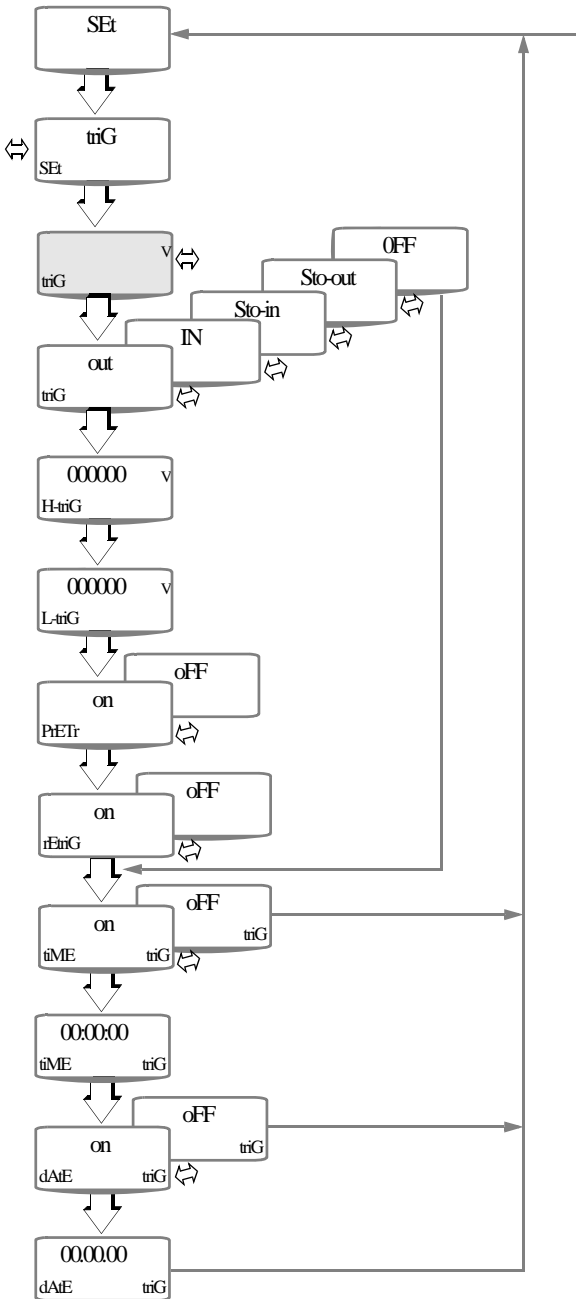 SEt
triG
SEt
V
triG
0FF
Sto-out
Sto-in
IN
out
triG
000000 V
H-triG
000000 V
L-triG
oFF
on
PrETr
oFF
on
rEtriG
oFF
triG
on
tiME triG
00:00:00
tiME triG
oFF
triG
on
dAtE triG
00.00.00
dAtE triG